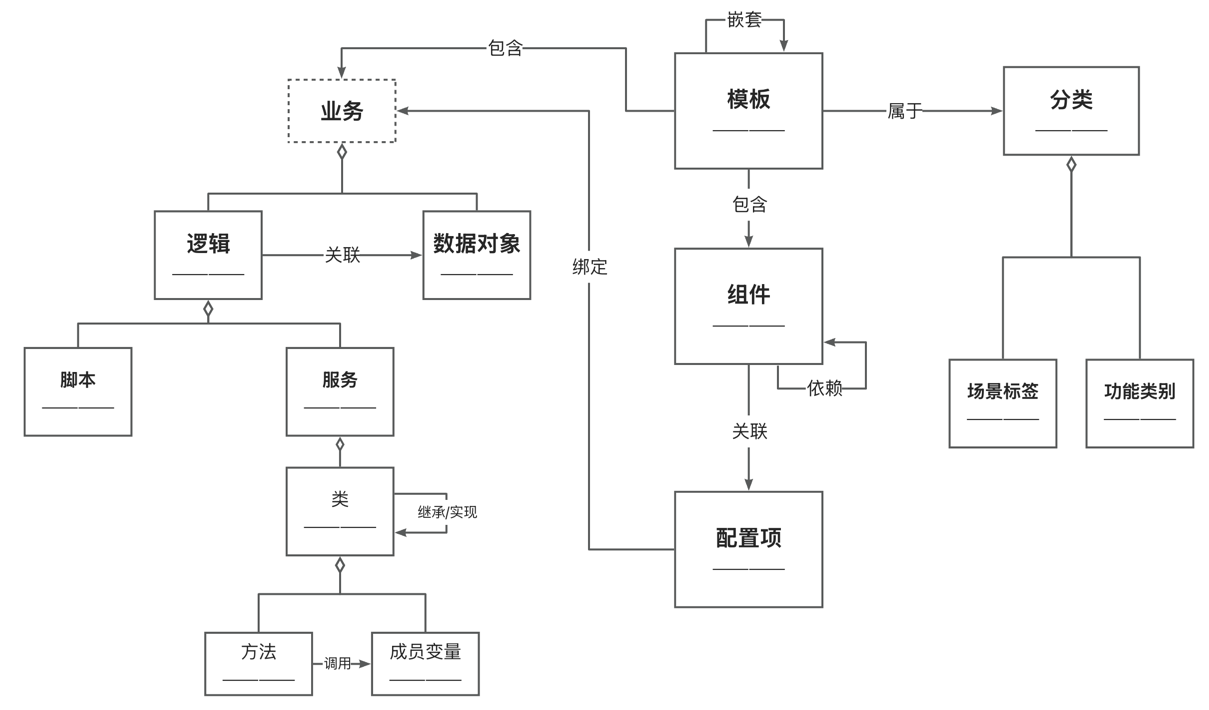 嵌套
包含
模板
分类
业务
属于
包含
逻辑
关联
数据对象
绑定
组件
脚本
服务
依赖
场景标签
功能类别
关联
类
继承/实现
配置项
方法
调用
成员变量